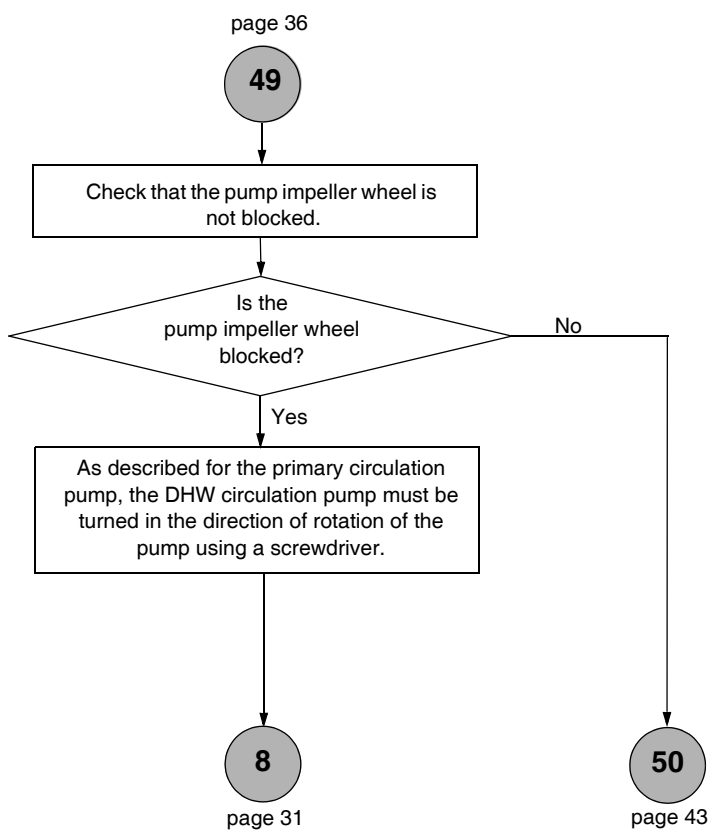 page 36
49
Check that the pump impeller wheel is
not blocked.
Is the
pump impeller wheel
blocked?
No
Yes
As described for the primary circulation
pump, the DHW circulation pump must be
turned in the direction of rotation of the
pump using a screwdriver.
8
page 31
50
page 43